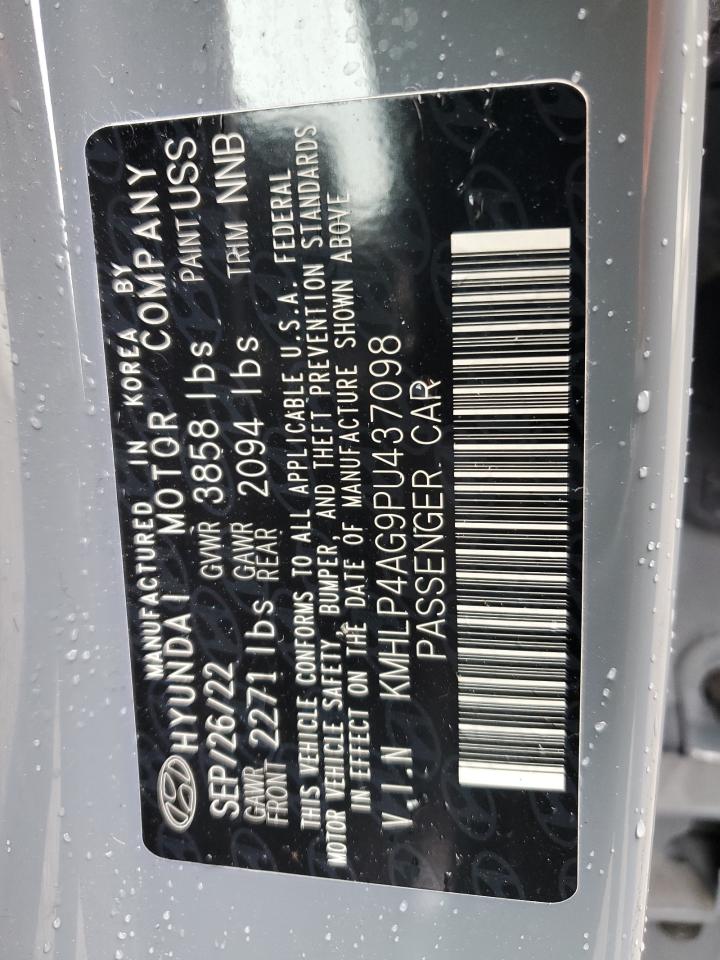 MANUFACTURED IN KOREA BY
HYUNDAI MOTOR COMPANY
SEP/26/22 GVWR 3858 lbs PAINT USS
GAWR FRONT 2271 lbs GAWR REAR 2094 lbs TRIM NNB
THIS VEHICLE CONFORMS TO ALL APPLICABLE U.S.A. FEDERAL
MOTOR VEHICLE SAFETY, BUMPER, AND THEFT PREVENTION STANDARDS
IN EFFECT ON THE DATE OF MANUFACTURE SHOWN ABOVE
V.I.N KMHLP4AG9PU437098
PASSENGER. CAR